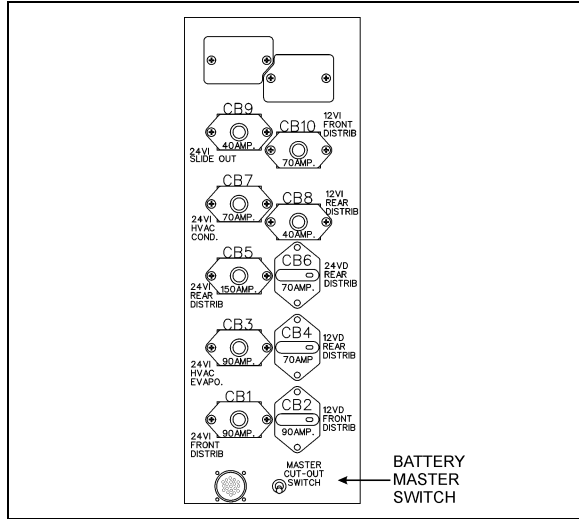 CB9
40AMP.
24VI
SLIDE OUT
CB10
70AMP.
12VI
FRONT
DISTRIB
CB7
70AMP.
24VI
HVAC
COND.
CB8
40AMP.
12VI
REAR
DISTRIB
CB5
150AMP.
24VI
REAR
DISTRIB
CB6
70AMP.
24VD
REAR
DISTRIB
CB3
90AMP.
24VI
HVAC
EVAPO.
CB4
70AMP
12VD
REAR
DISTRIB
CB1
90AMP.
24VI
FRONT
DISTRIB
CB2
90AMP.
12VD
FRONT
DISTRIB
MASTER
CUT-OUT
SWITCH
BATTERY
MASTER
SWITCH